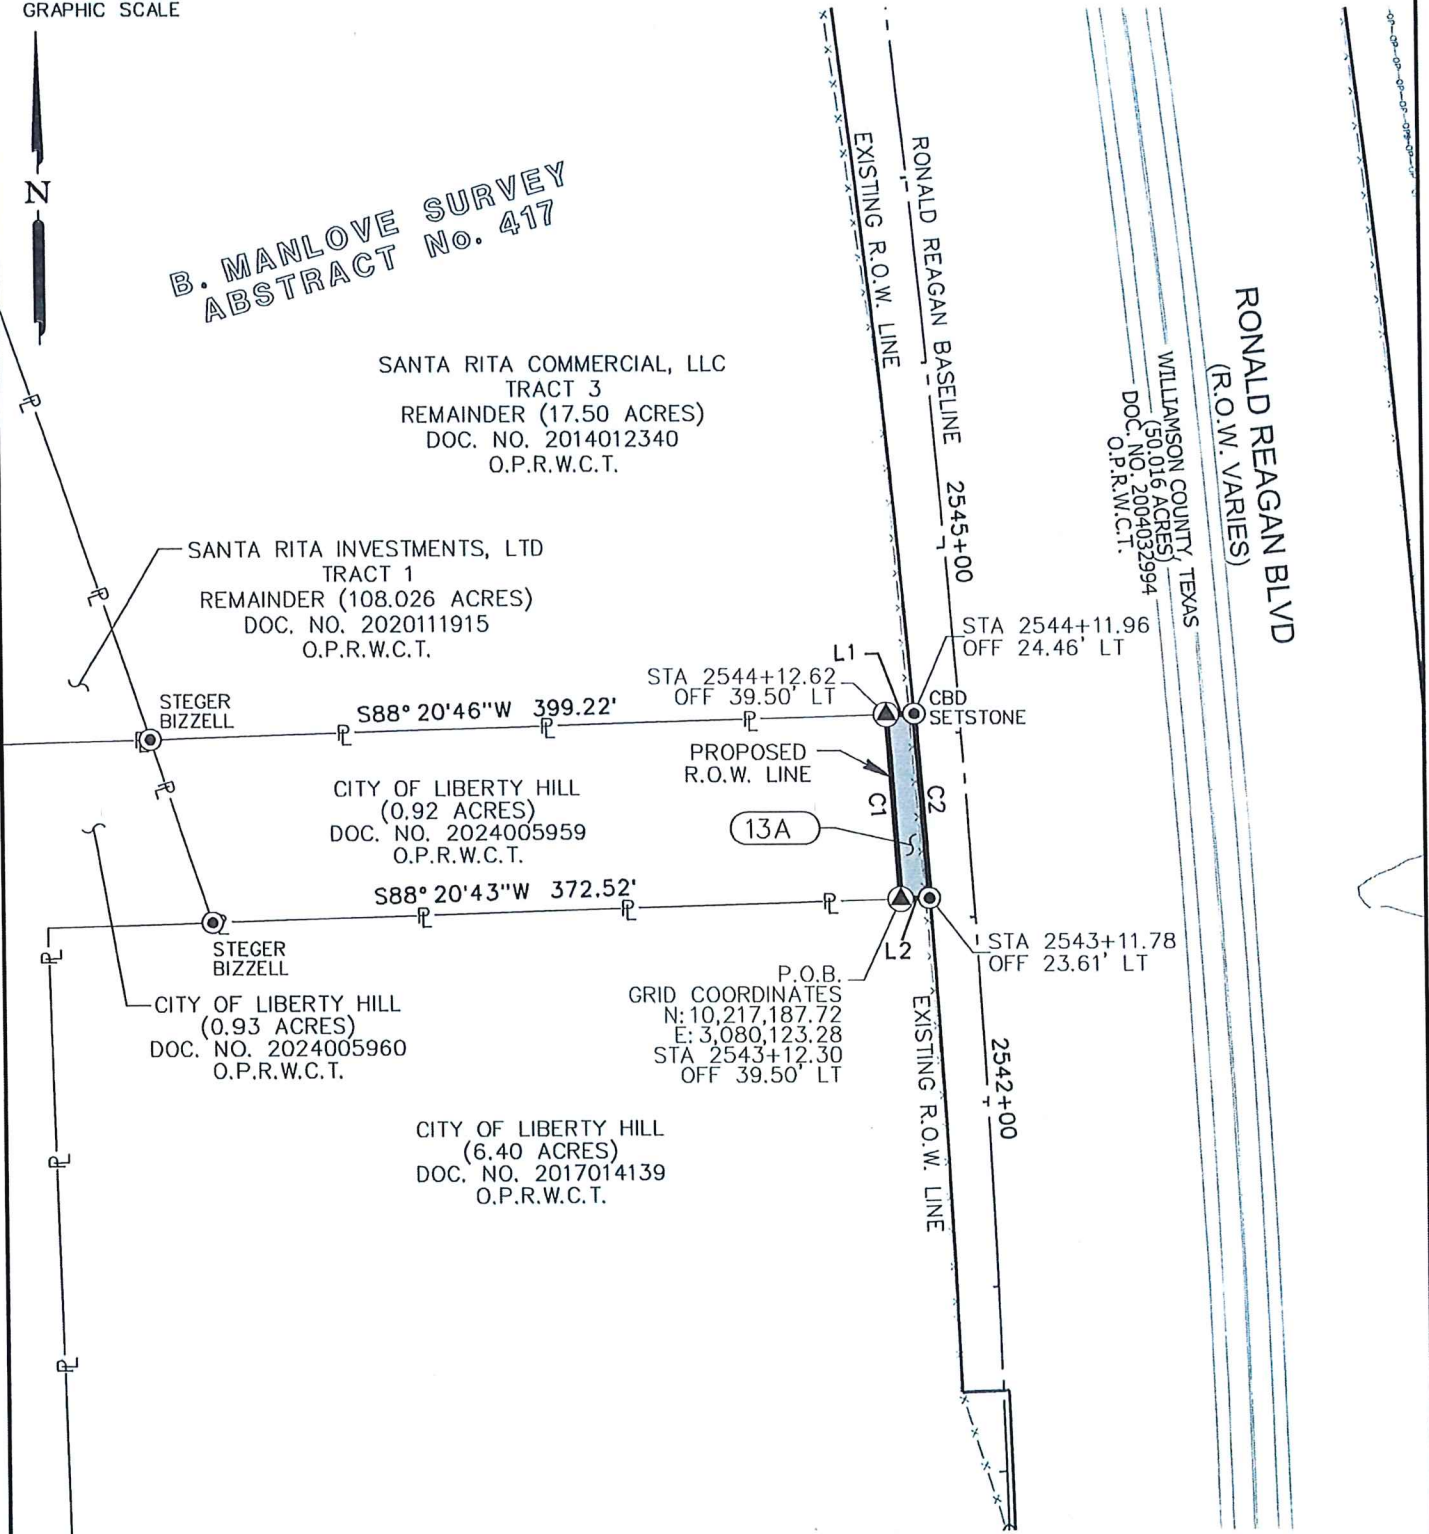 GRAPHIC SCALE
N
B. MANLOVE SURVEY
ABSTRACT No. 417
SANTA RITA COMMERCIAL, LLC
TRACT 3
REMAINDER (17.50 ACRES)
DOC. NO. 2014012340
O.P.R.W.C.T.
SANTA RITA INVESTMENTS, LTD
TRACT 1
REMAINDER (108.026 ACRES)
DOC. NO. 2020111915
O.P.R.W.C.T.
EXISTING R.O.W. LINE
RONALD REAGAN BASELINE
2545+00
RONALD REAGAN BLVD
(R.O.W. VARIES)
WILLIAMSON COUNTY, TEXAS
(50.016 ACRES)
DOC. NO. 2004032994
O.P.R.W.C.T.
STA 2544+11.96
OFF 24.46' LT
L1
STA 2544+12.62
OFF 39.50' LT
CBD
SETSTONE
STEGER
BIZZELL
S88°20'46"W 399.22'
PROPOSED
R.O.W. LINE
C1
C2
13A
CITY OF LIBERTY HILL
(0.92 ACRES)
DOC. NO. 2024005959
O.P.R.W.C.T.
S88°20'43"W 372.52'
STEGER
BIZZELL
L2
STA 2543+11.78
OFF 23.61' LT
P.O.B.
GRID COORDINATES
N: 10,217,187.72
E: 3,080,123.28
STA 2543+12.30
OFF 39.50' LT
CITY OF LIBERTY HILL
(0.93 ACRES)
DOC. NO. 2024005960
O.P.R.W.C.T.
EXISTING R.O.W. LINE
2542+00
CITY OF LIBERTY HILL
(6.40 ACRES)
DOC. NO. 2017014139
O.P.R.W.C.T.